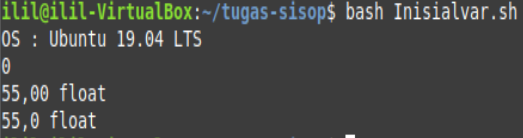 ilil@ilil-VirtualBox:~/tugas-sisop$ bash Inisialvar.sh
OS : Ubuntu 19.04 LTS
0
55,00 float
55,0 float